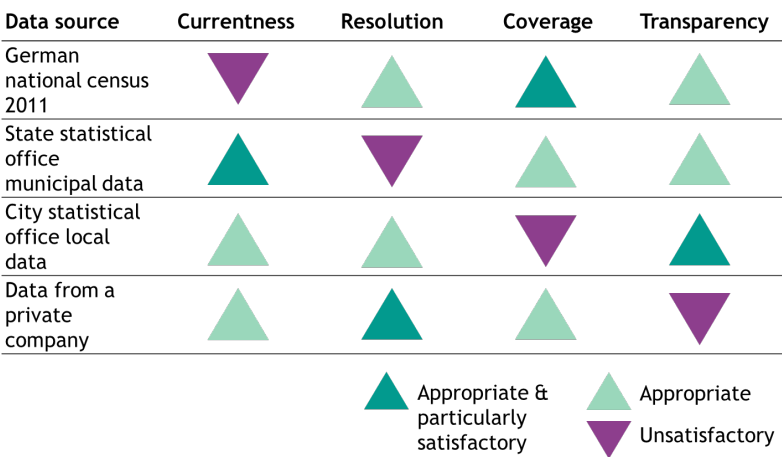 Data source Currentness Resolution Coverage Transparency
German
national census
2011
State statistical
office
municipal data
City statistical
office local
data
Data from a
private
company
Appropriate &
particularly
satisfactory
Appropriate
Unsatisfactory